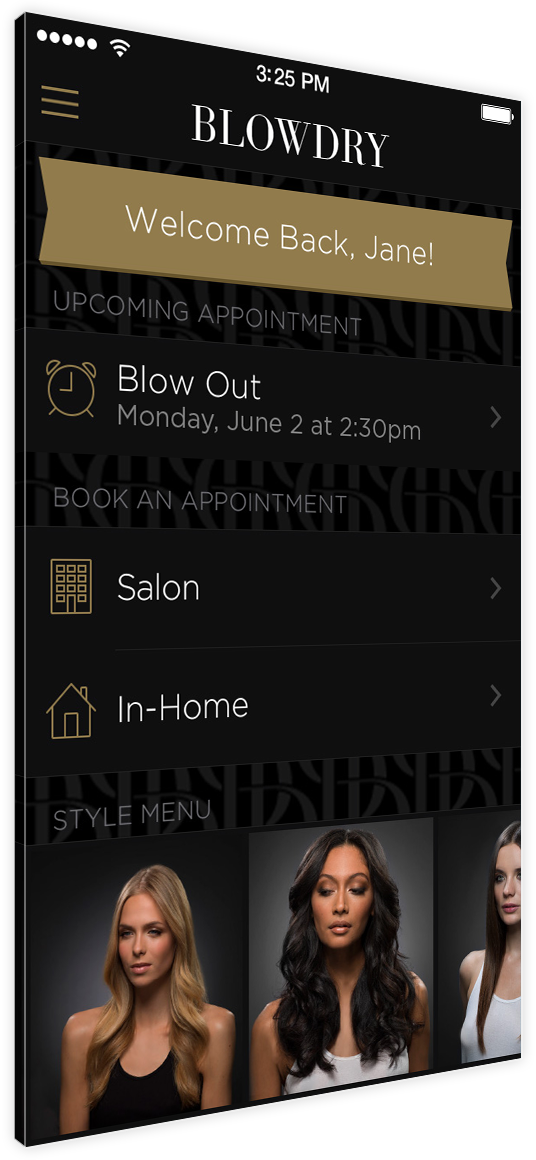 3:25 PM
BLOWDRY
Welcome Back, Jane!
UPCOMING APPOINTMENT
Blow Out
Monday, June 2 at 2:30pm
BOOK AN APPOINTMENT
Salon
In-Home
STYLE MENU